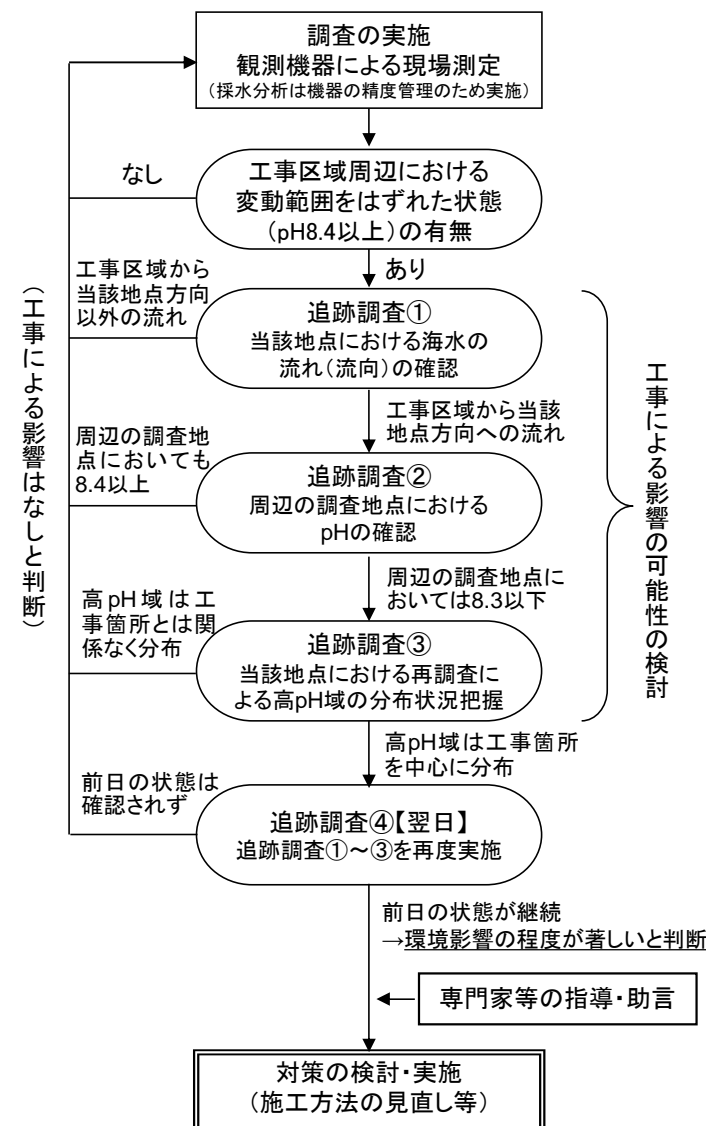 調査の実施
観測機器による現場測定
（採水分析は機器の精度管理のため実施）
なし
工事区域周辺における
変動範囲をはずれた状態
（pH8.4以上）の有無
あり
工事区域から
当該地点方向
以外の流れ
追跡調査①
当該地点における海水の
流れ（流向）の確認
工事区域から当該
地点方向への流れ
周辺の調査地
点においても
8.4以上
追跡調査②
周辺の調査地点における
pHの確認
周辺の調査地点に
おいては8.3以下
高pH域は工
事箇所とは関
係なく分布
追跡調査③
当該地点における再調査に
よる高pH域の分布状況把握
高pH域は工事箇所
を中心に分布
前日の状態は
確認されず
追跡調査④【翌日】
追跡調査①～③を再度実施
前日の状態が継続
→環境影響の程度が著しいと判断
専門家等の指導・助言
対策の検討・実施
（施工方法の見直し等）
（工事による影響はなしと判断）
工事による影響の可能性の検討